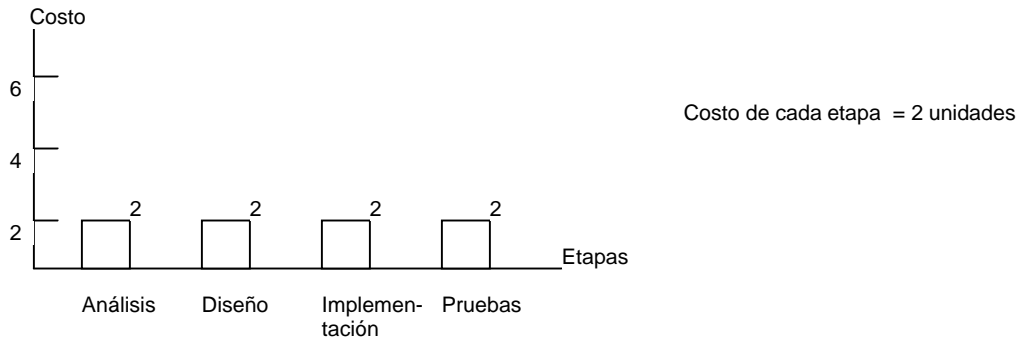 Costo
6
Costo de cada etapa = 2 unidades
4
2 2 2 2
2
Etapas
Análisis Diseño Implemen- Pruebas
tación